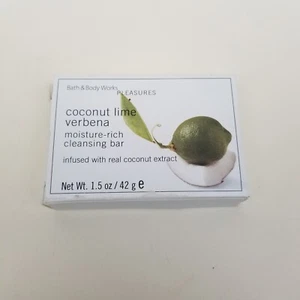 Bath & Body Works
PLEASURES
coconut lime
verbena
moisture-rich
cleansing bar
infused with real coconut extract
Net Wt. 1.5 oz / 42 g e